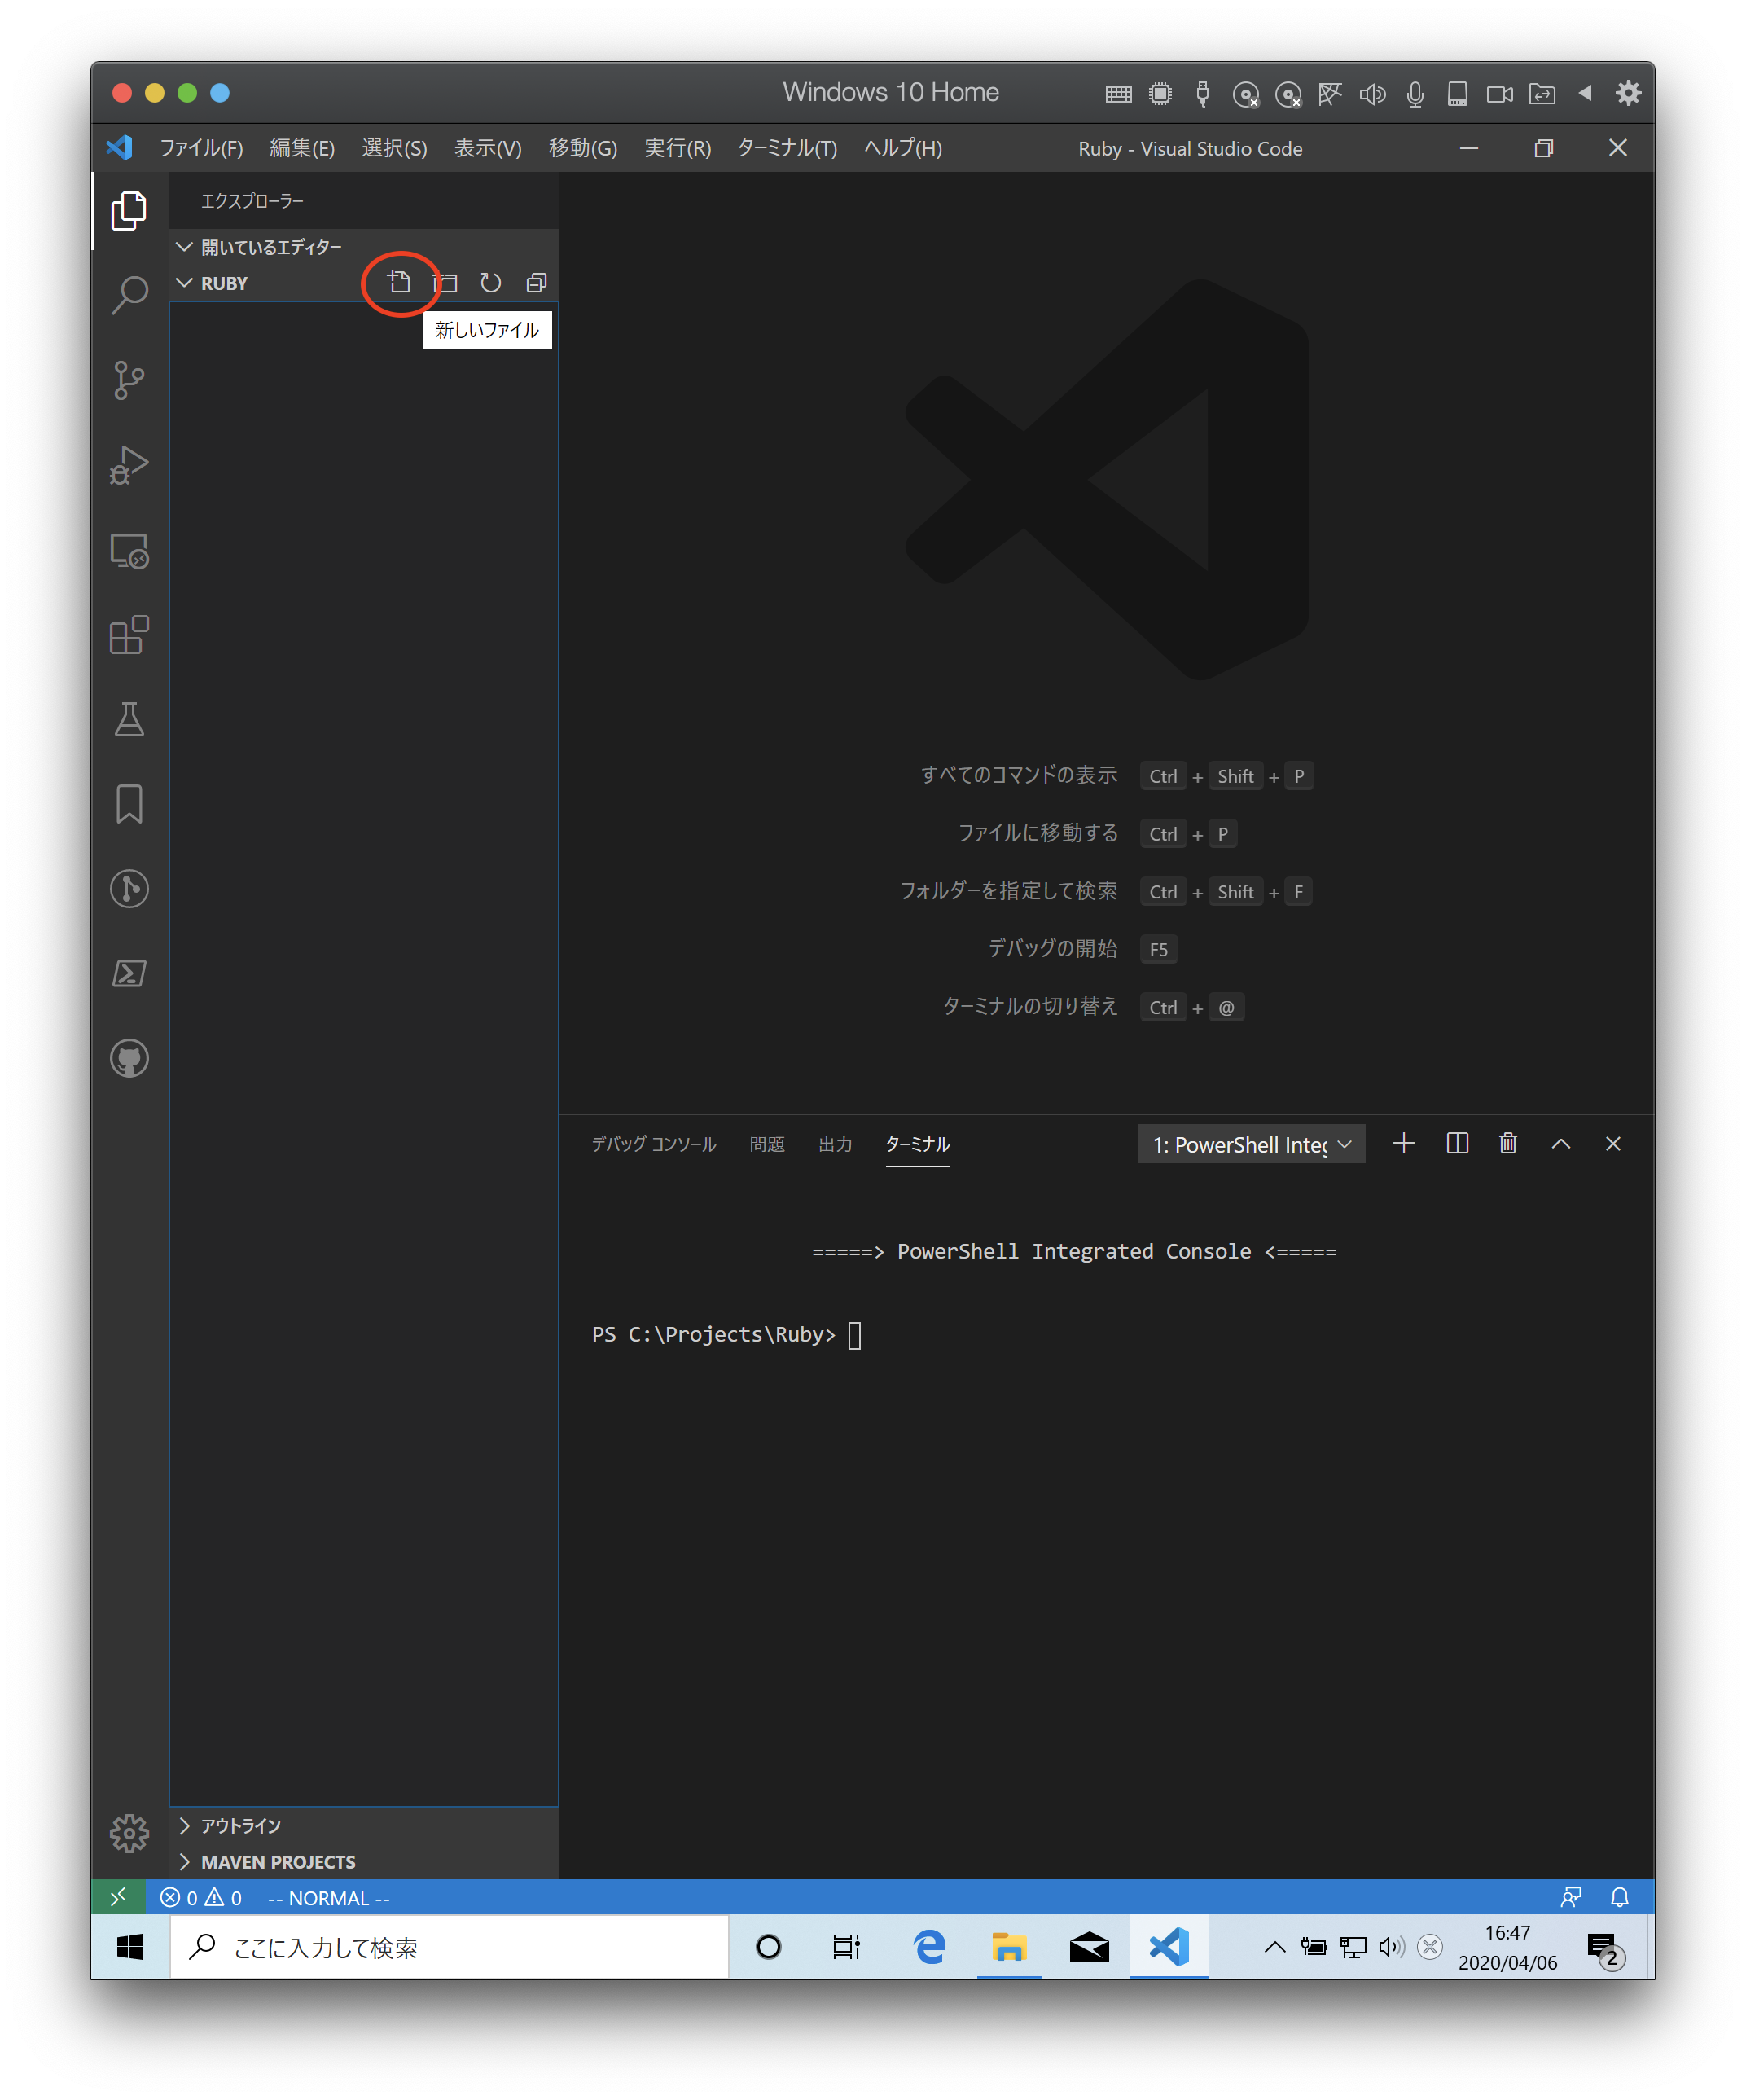 Windows 10 Home
ファイル(F) 編集(E) 選択(S) 表示(V) 移動(G) 実行(R) ターミナル(T) ヘルプ(H) Ruby - Visual Studio Code
エクスプローラー
開いているエディター
RUBY
新しいファイル
すべてのコマンドの表示 Ctrl + Shift + P
ファイルに移動する Ctrl + P
フォルダーを指定して検索 Ctrl + Shift + F
デバッグの開始 F5
ターミナルの切り替え Ctrl + @
デバッグ コンソール 問題 出力 ターミナル 1: PowerShell Integ
=====> PowerShell Integrated Console <=====
PS C:\Projects\Ruby>
アウトライン
MAVEN PROJECTS
0 0 -- NORMAL --
ここに入力して検索
16:47
2020/04/06
2